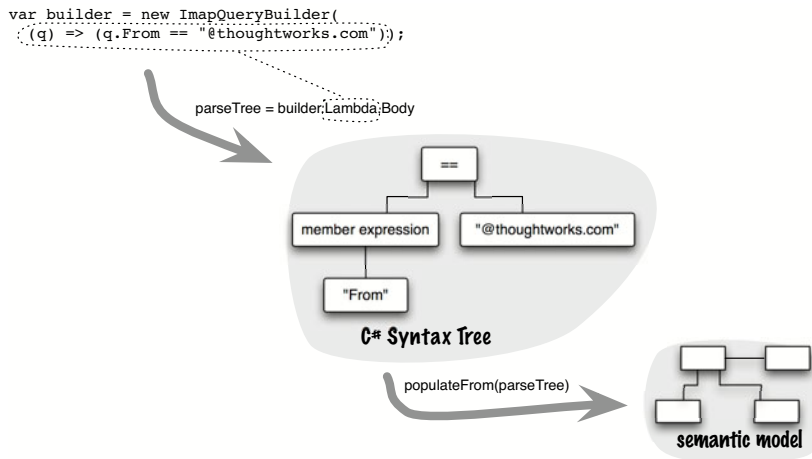 var builder = new ImapQueryBuilder(
(q) => (q.From == "@thoughtworks.com"));
parseTree = builder.Lambda.Body
==
member expression
"@thoughtworks.com"
"From"
C# Syntax Tree
populateFrom(parseTree)
semantic model